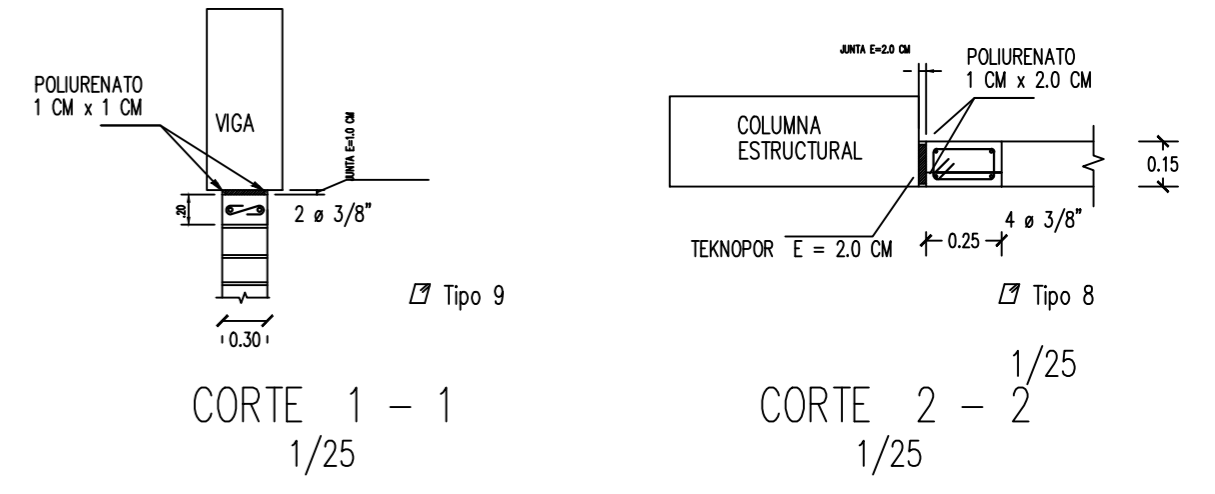 POLIURENATO
1 CM x 1 CM
VIGA
JUNTA E=1.0 CM
.20
2 ø 3/8"
Tipo 9
0.30
CORTE 1 - 1
1/25
JUNTA E=2.0 CM
POLIURENATO
1 CM x 2.0 CM
COLUMNA
ESTRUCTURAL
0.15
4 ø 3/8"
0.25
TEKNOPOR E = 2.0 CM
Tipo 8
1/25
CORTE 2 - 2
1/25